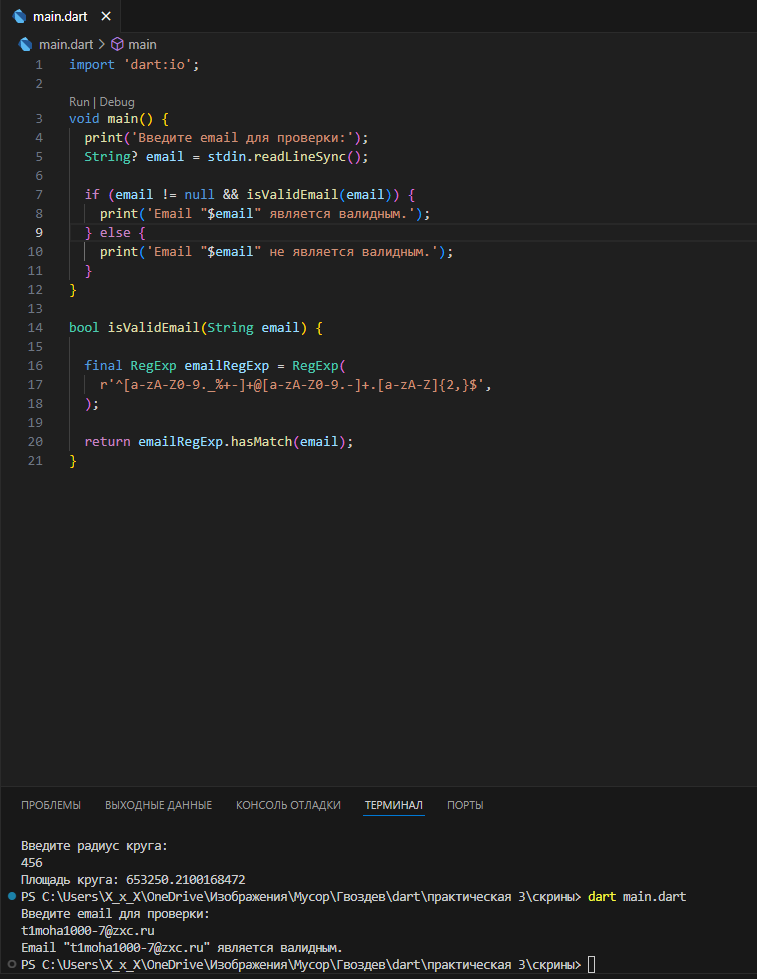 main.dart
main.dart > main
1 import 'dart:io';
2
Run | Debug
3 void main() {
4 print('Введите email для проверки:');
5 String? email = stdin.readLineSync();
6
7 if (email != null && isValidEmail(email)) {
8 print('Email "$email" является валидным.');
9 } else {
10 print('Email "$email" не является валидным.');
11 }
12 }
13
14 bool isValidEmail(String email) {
15
16 final RegExp emailRegExp = RegExp(
17 r'^[a-zA-Z0-9._%+-]+@[a-zA-Z0-9.-]+.[a-zA-Z]{2,}$',
18 );
19
20 return emailRegExp.hasMatch(email);
21 }
ПРОБЛЕМЫ ВЫХОДНЫЕ ДАННЫЕ КОНСОЛЬ ОТЛАДКИ ТЕРМИНАЛ ПОРТЫ
Введите радиус круга:
456
Площадь круга: 653250.2100168472
PS C:\Users\X_x_X\OneDrive\Изображения\Мусор\Гвоздев\dart\практическая 3\скрины> dart main.dart
Введите email для проверки:
t1moha1000-7@zxc.ru
Email "t1moha1000-7@zxc.ru" является валидным.
PS C:\Users\X_x_X\OneDrive\Изображения\Мусор\Гвоздев\dart\практическая 3\скрины>